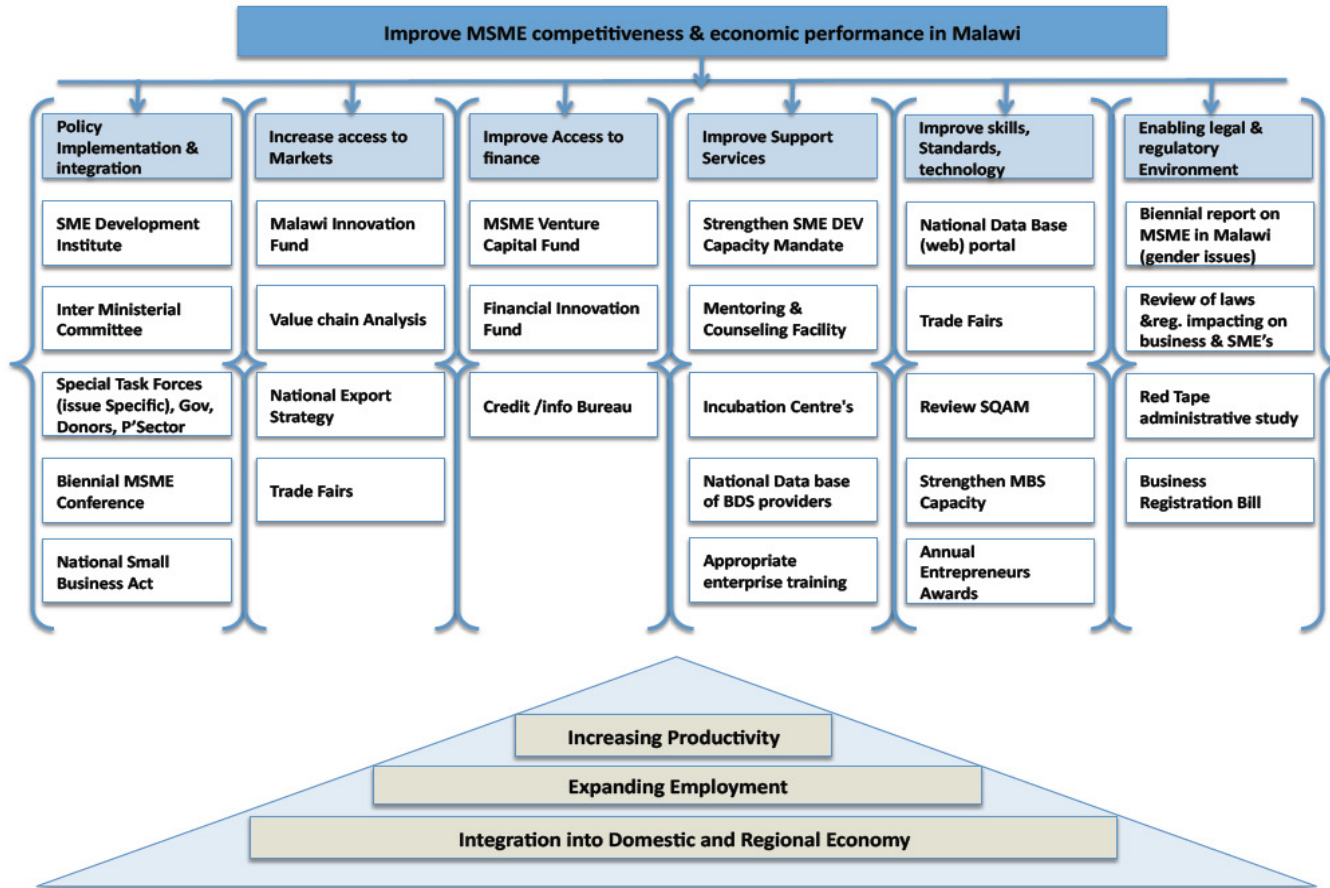 Improve MSME competitiveness & economic performance in Malawi
Policy
Implementation &
integration
SME Development
Institute
Inter Ministerial
Committee
Special Task Forces
(issue Specific), Gov,
Donors, P'Sector
Biennial MSME
Conference
National Small
Business Act
Increase access to
Markets
Malawi Innovation
Fund
Value chain Analysis
National Export
Strategy
Trade Fairs
Improve Access to
finance
MSME Venture
Capital Fund
Financial Innovation
Fund
Credit /info Bureau
Improve Support
Services
Strengthen SME DEV
Capacity Mandate
Mentoring &
Counseling Facility
Incubation Centre's
National Data base
of BDS providers
Appropriate
enterprise training
Improve skills,
Standards,
technology
National Data Base
(web) portal
Trade Fairs
Review SQAM
Strengthen MBS
Capacity
Annual
Entrepreneurs
Awards
Enabling legal &
regulatory
Environment
Biennial report on
MSME in Malawi
(gender issues)
Review of laws
&reg. impacting on
business & SME's
Red Tape
administrative study
Business
Registration Bill
Increasing Productivity
Expanding Employment
Integration into Domestic and Regional Economy